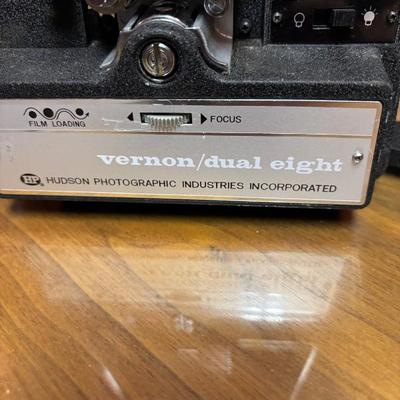 FILM LOADING
FOCUS
vernon/dual eight
HP HUDSON PHOTOGRAPHIC INDUSTRIES INCORPORATED